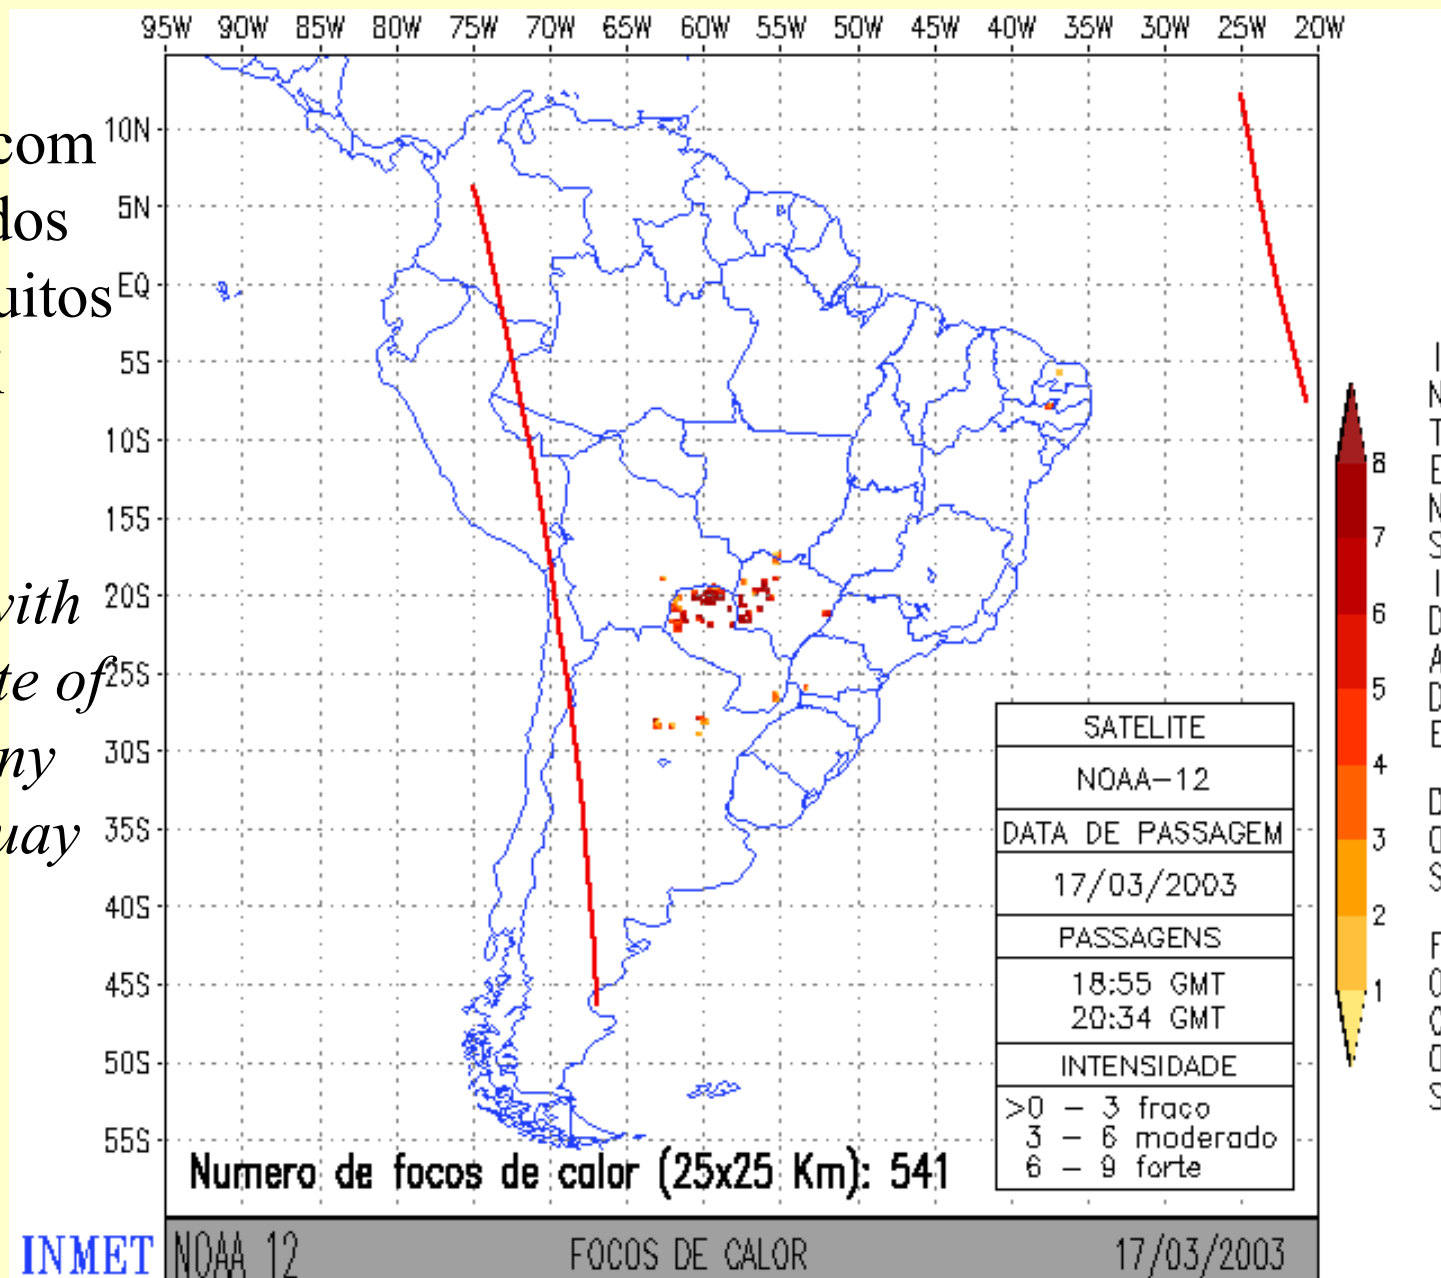 95W 90W 85W 80W 75W 70W 65W 60W 55W 50W 45W 40W 35W 30W 25W 20W
10N
5N
EQ
5S
10S
15S
20S
25S
30S
35S
40S
45S
50S
55S
com
dos
uitos
with
te of
ny
uay
SATELITE
NOAA-12
DATA DE PASSAGEM
17/03/2003
PASSAGENS
18:55 GMT
20:34 GMT
INTENSIDADE
>0 - 3 fraco
3 - 6 moderado
6 - 9 forte
Numero de focos de calor (25x25 Km): 541
8
7
6
5
4
3
2
1
INTENSIDADE DOS FOCOS
INMET
NOAA 12 FOCOS DE CALOR 17/03/2003